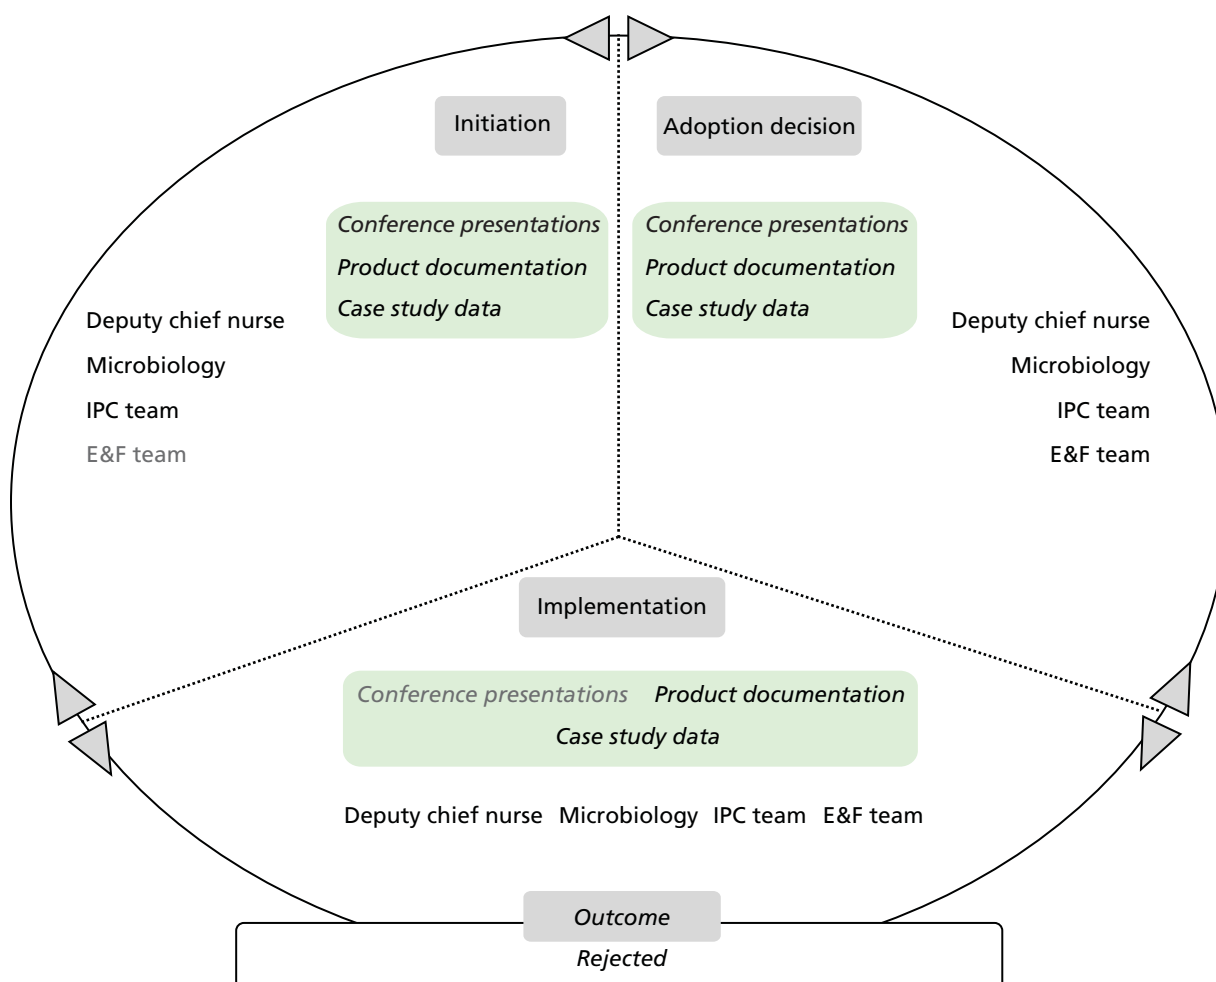 Initiation
Conference presentations
Product documentation
Case study data
Deputy chief nurse
Microbiology
IPC team
E&F team
Adoption decision
Conference presentations
Product documentation
Case study data
Deputy chief nurse
Microbiology
IPC team
E&F team
Implementation
Conference presentations Product documentation
Case study data
Deputy chief nurse Microbiology IPC team E&F team
Outcome
Rejected